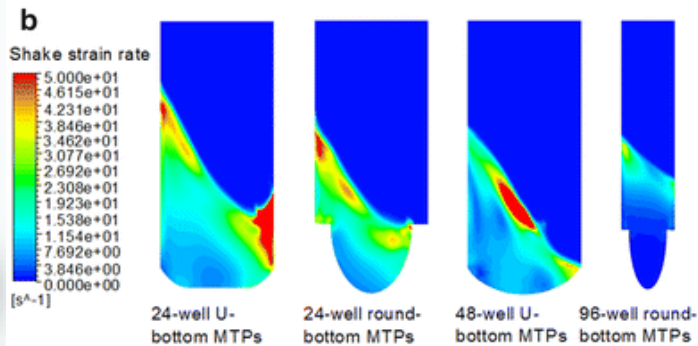 b
Shake strain rate
5.000e+01
4.615e+01
4.231e+01
3.846e+01
3.462e+01
3.077e+01
2.692e+01
2.308e+01
1.923e+01
1.538e+01
1.154e+01
7.692e+00
3.846e+00
0.000e+00
[s^-1]
24-well U-
bottom MTPs
24-well round-
bottom MTPs
48-well U-
bottom MTPs
96-well round-
bottom MTPs